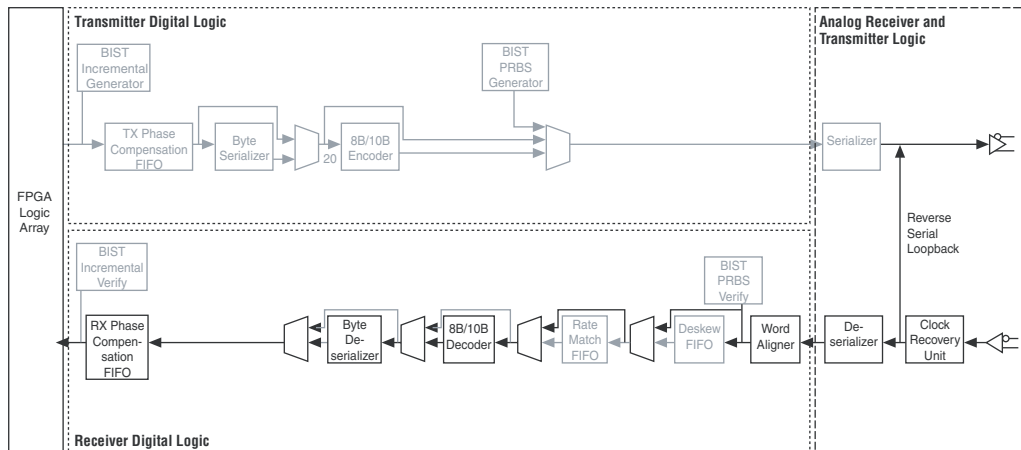 Transmitter Digital Logic
Analog Receiver and
Transmitter Logic
BIST
Incremental
Generator
BIST
PRBS
Generator
TX Phase
Compensation
FIFO
Byte
Serializer
20
8B/10B
Encoder
Serializer
FPGA
Logic
Array
Reverse
Serial
Loopback
BIST
Incremental
Verify
BIST
PRBS
Verify
RX Phase
Compen-
sation
FIFO
Byte
De-
serializer
8B/10B
Decoder
Rate
Match
FIFO
Deskew
FIFO
Word
Aligner
De-
serializer
Clock
Recovery
Unit
Receiver Digital Logic